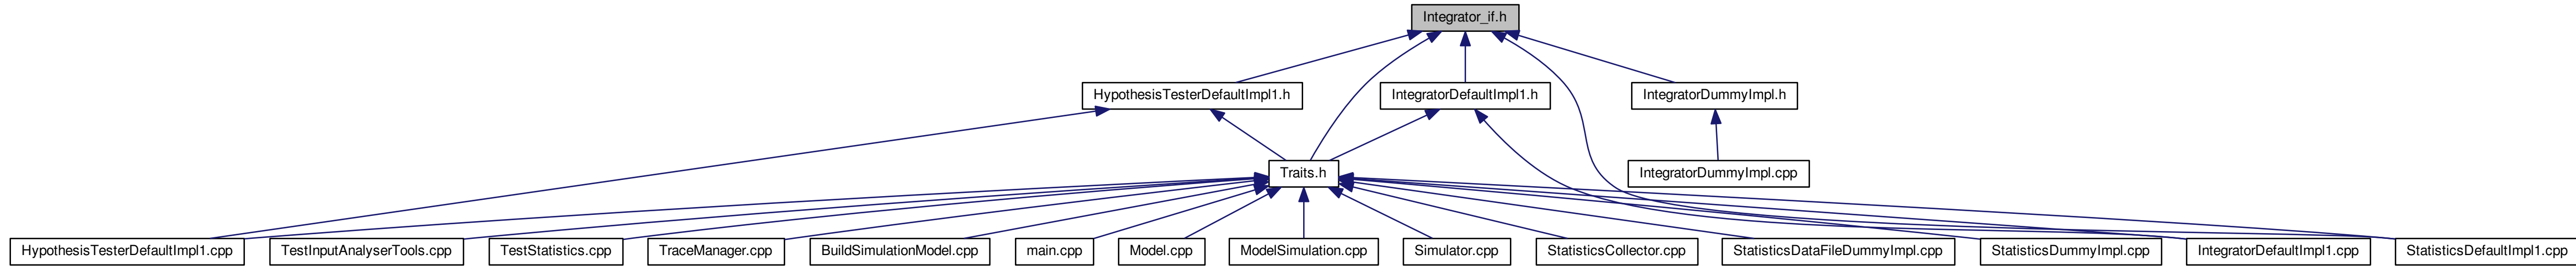 Integrator_if.h
HypothesisTesterDefaultImpl1.h
IntegratorDefaultImpl1.h
IntegratorDummyImpl.h
Traits.h
IntegratorDummyImpl.cpp
HypothesisTesterDefaultImpl1.cpp
TestInputAnalyserTools.cpp
TestStatistics.cpp
TraceManager.cpp
BuildSimulationModel.cpp
main.cpp
Model.cpp
ModelSimulation.cpp
Simulator.cpp
StatisticsCollector.cpp
StatisticsDataFileDummyImpl.cpp
StatisticsDummyImpl.cpp
IntegratorDefaultImpl1.cpp
StatisticsDefaultImpl1.cpp